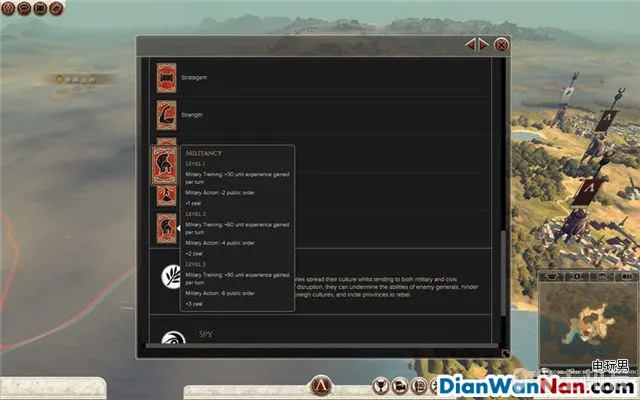 Stratagem
Strength
MILITANCY
LEVEL 1
Military Training: +30 unit experience gained
per turn
Military Action: -2 public order
+1 zeal
LEVEL 2
Military Training: +60 unit experience gained
per turn
Military Action: -4 public order
+2 zeal
LEVEL 3
Military Training: +90 unit experience gained
per turn
Military Action: -6 public order
+3 zeal
ries spread their culture whilst tending to both military and civic
disruption, they can undermine the abilities of enemy generals, hinder
oreign cultures, and incite provinces to rebel.
SPY
电玩男
DianWanNan.com